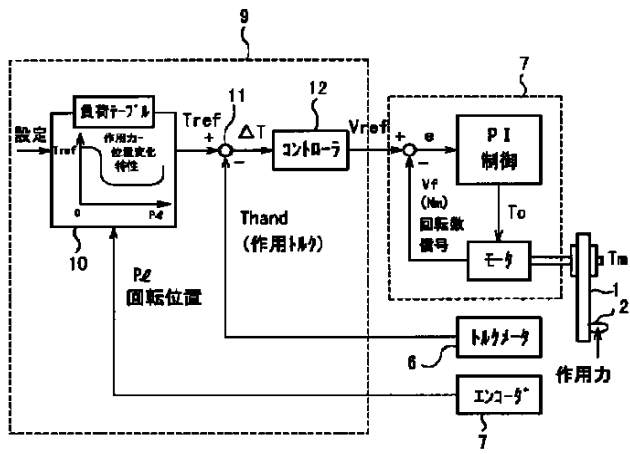 9
7
負荷テーブル
設定
Tref
作用力-
位置変化
特性
0
Pℓ
10
Tref
+
11
-
ΔT
12
コントローラ
Vref
+
e
-
PI
制御
Vf
(Nm)
回転数
信号
To
モータ
Tm
1
2
作用力
Thand
(作用トルク)
Pℓ
回転位置
トルクメータ
6
エンコーダ
7